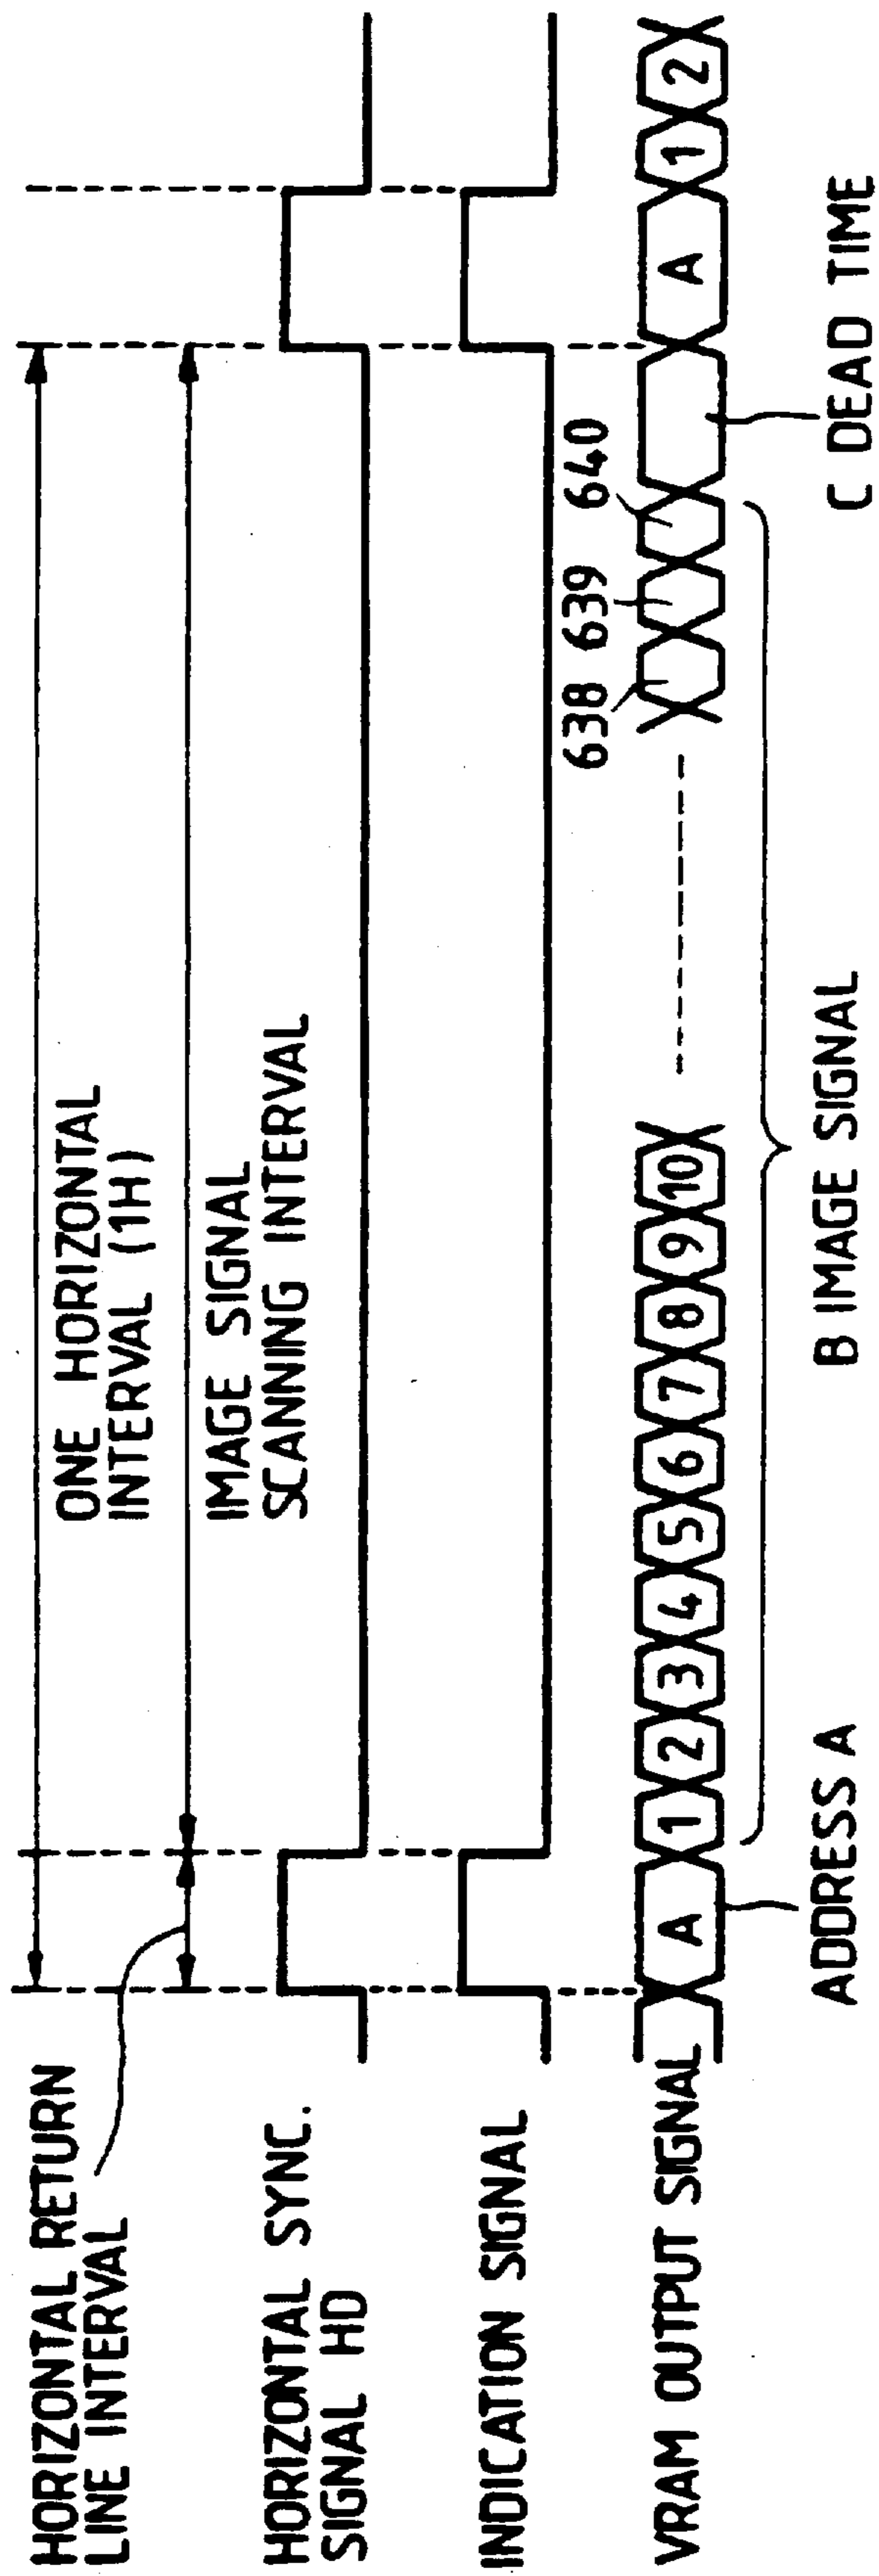 ONE HORIZONTAL
INTERVAL (1H)
HORIZONTAL RETURN
LINE INTERVAL
IMAGE SIGNAL
SCANNING INTERVAL
HORIZONTAL SYNC.
SIGNAL HD
INDICATION SIGNAL
638 639 640
VRAM OUTPUT SIGNAL
A 1 2 3 4 5 6 7 8 9 10 A 1 2
ADDRESS A
B IMAGE SIGNAL
C DEAD TIME